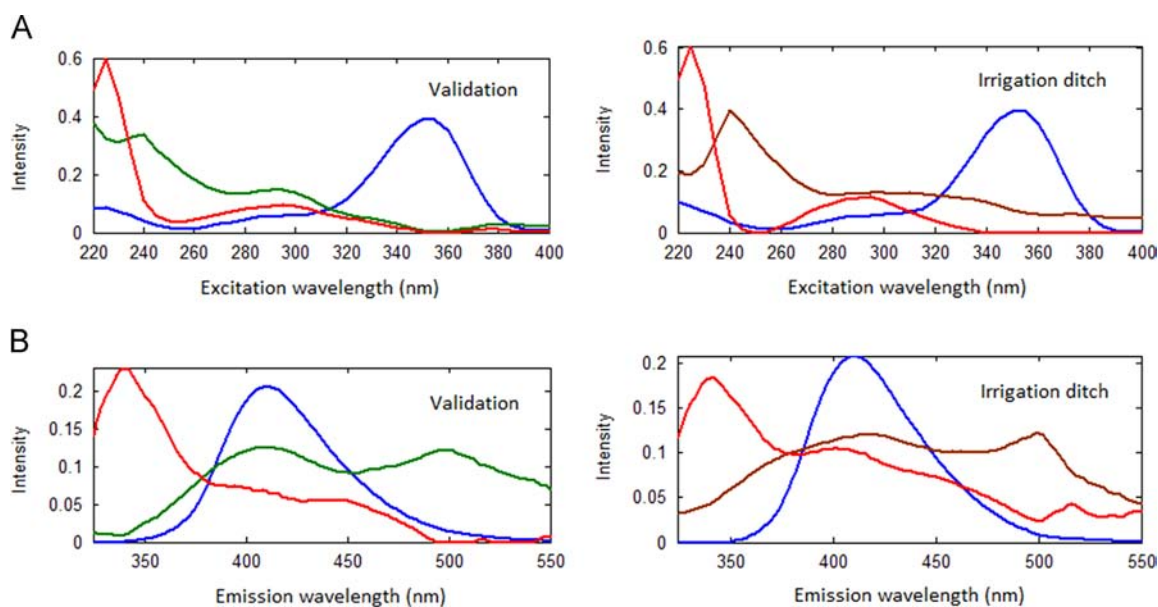 A
Validation
Intensity
0.6
0.4
0.2
0
220 240 260 280 300 320 340 360 380 400
Excitation wavelength (nm)
Irrigation ditch
Intensity
0.6
0.4
0.2
0
220 240 260 280 300 320 340 360 380 400
Excitation wavelength (nm)
B
Validation
Intensity
0.2
0.15
0.1
0.05
0
350 400 450 500 550
Emission wavelength (nm)
Irrigation ditch
Intensity
0.2
0.15
0.1
0.05
0
350 400 450 500 550
Emission wavelength (nm)